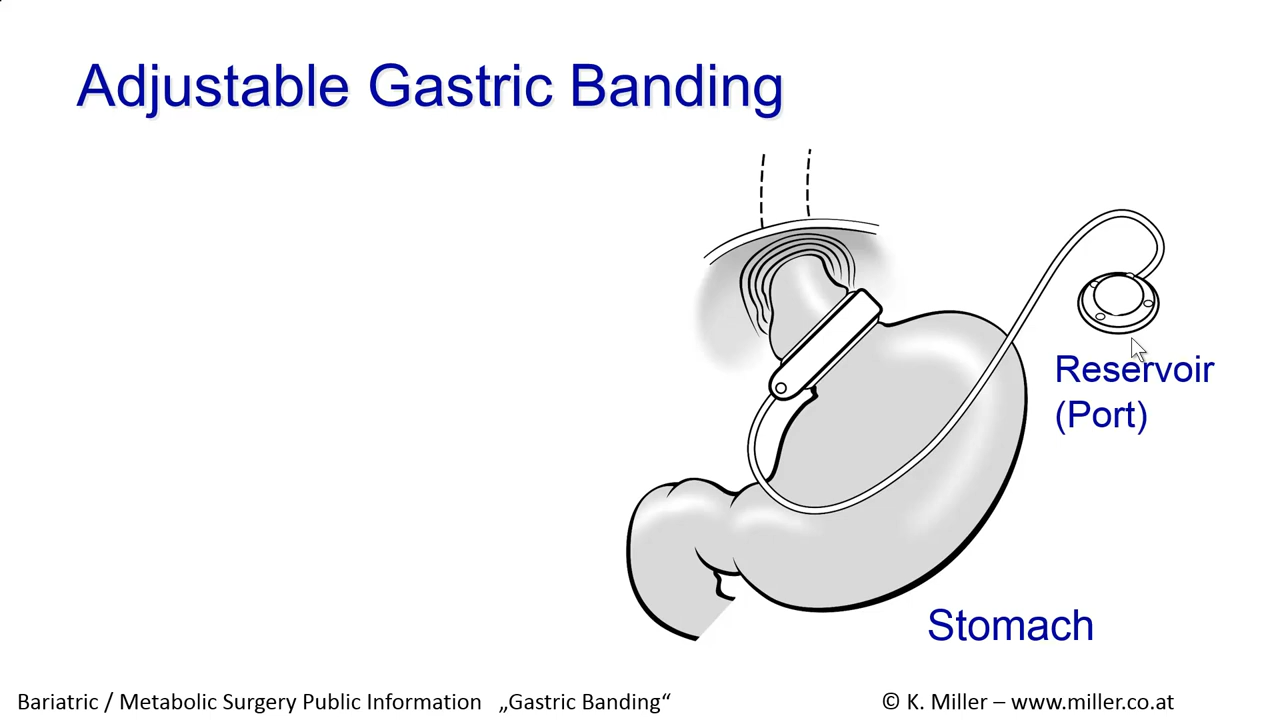 Adjustable Gastric Banding
Reservoir
(Port)
Stomach
Bariatric / Metabolic Surgery Public Information „Gastric Banding“
© K. Miller – www.miller.co.at